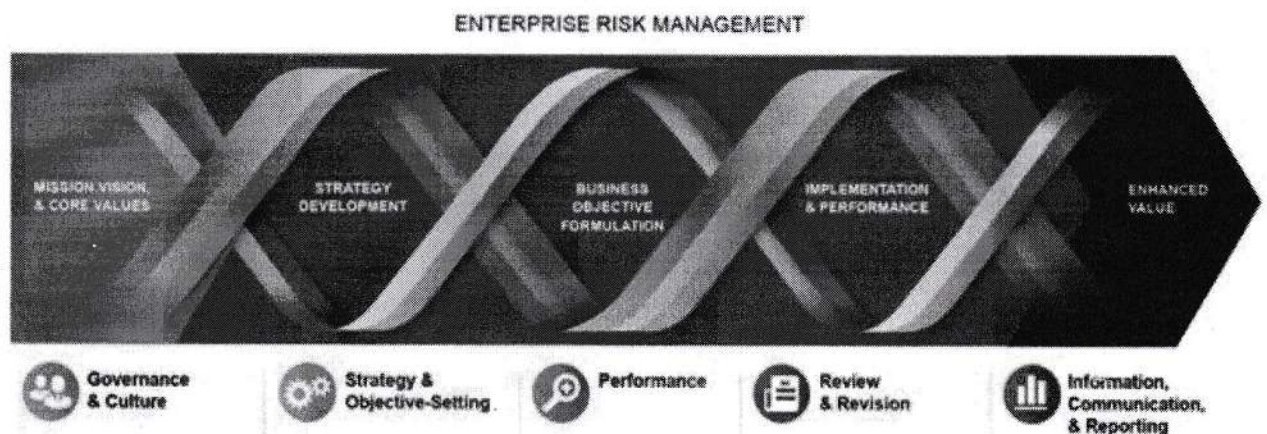 ENTERPRISE RISK MANAGEMENT
MISSION, VISION,
& CORE VALUES
STRATEGY
DEVELOPMENT
BUSINESS
OBJECTIVE
FORMULATION
IMPLEMENTATION
& PERFORMANCE
ENHANCED
VALUE
Governance
& Culture
Strategy &
Objective-Setting
Performance
Review
& Revision
Information,
Communication,
& Reporting